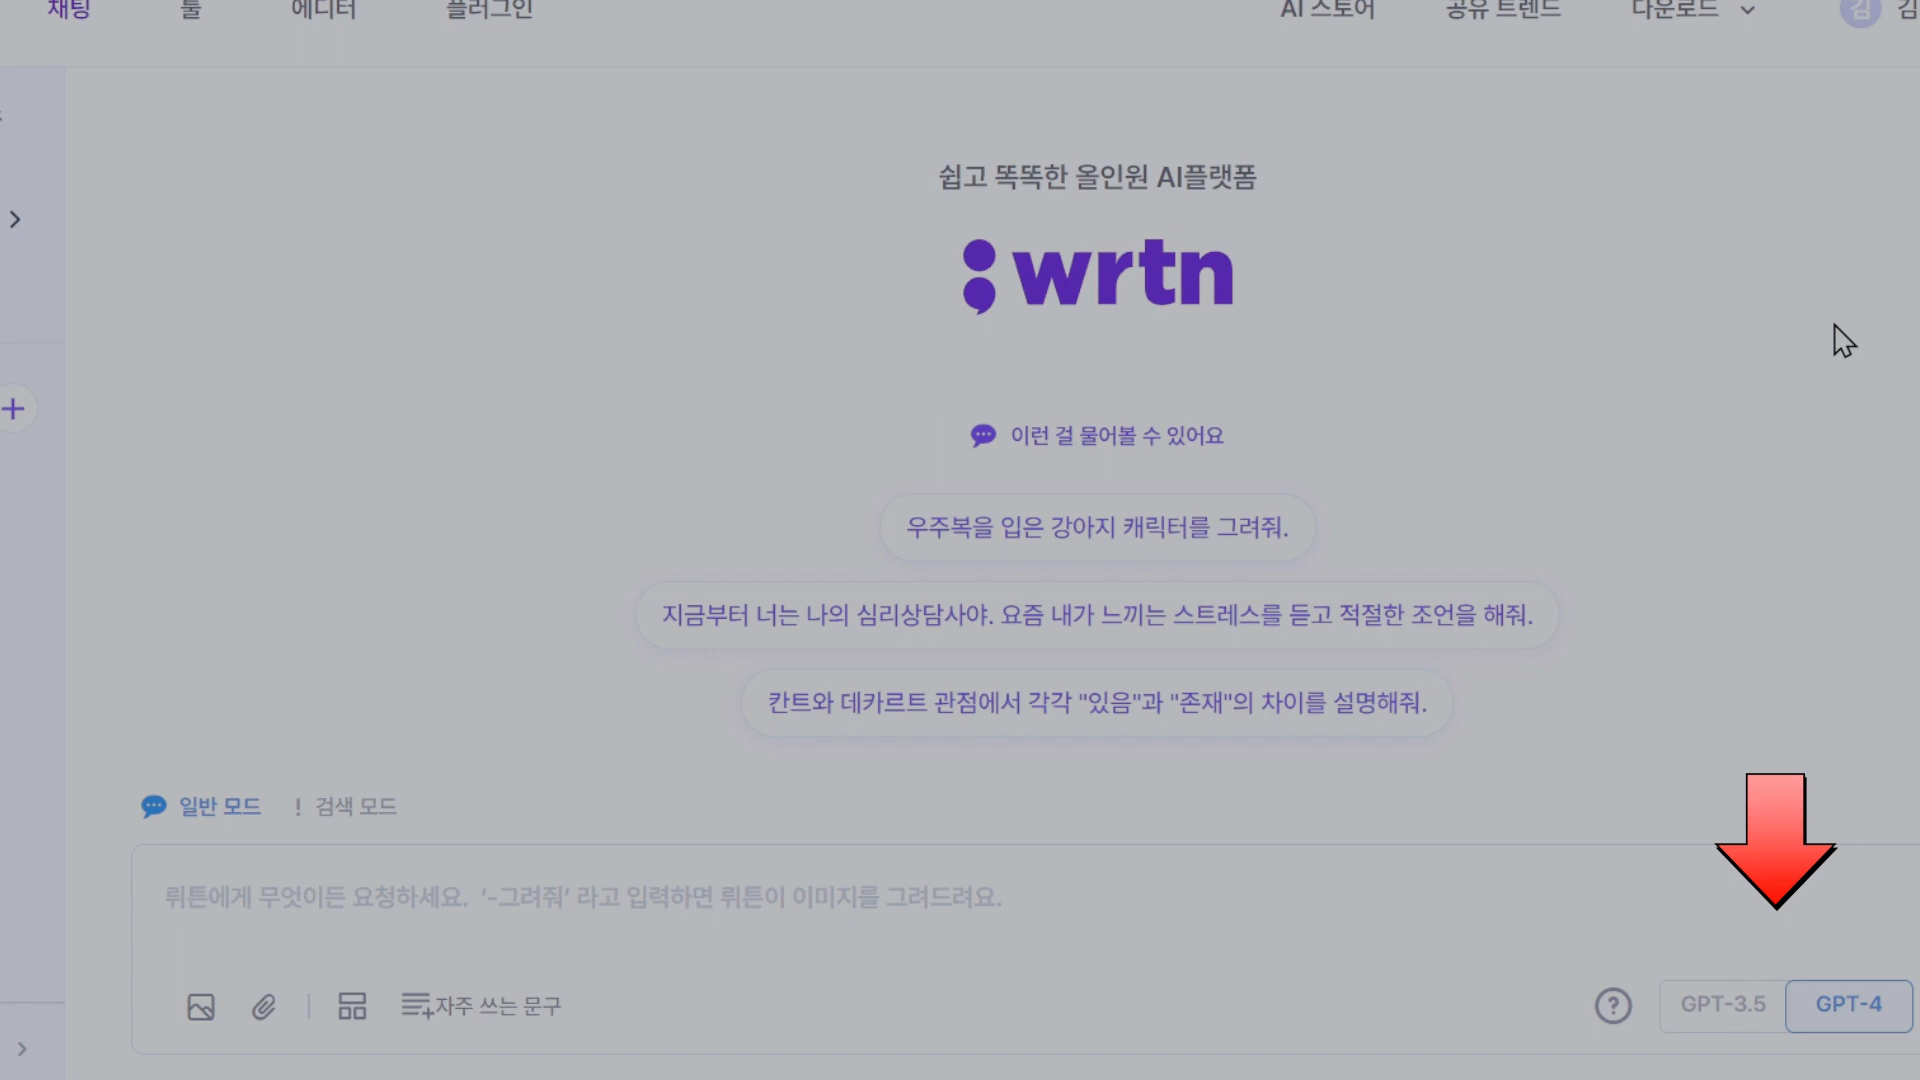 채팅 툴 에디터 플러그인 AI 스토어 공유 트렌드 다운로드 김 김
쉽고 똑똑한 올인원 AI플랫폼
wrtn
이런 걸 물어볼 수 있어요
우주복을 입은 강아지 캐릭터를 그려줘.
지금부터 너는 나의 심리상담사야. 요즘 내가 느끼는 스트레스를 듣고 적절한 조언을 해줘.
칸트와 데카르트 관점에서 각각 "있음"과 "존재"의 차이를 설명해줘.
일반 모드 ! 검색 모드
뤼튼에게 무엇이든 요청하세요. ‘-그려줘’ 라고 입력하면 뤼튼이 이미지를 그려드려요.
자주 쓰는 문구 ? GPT-3.5 GPT-4